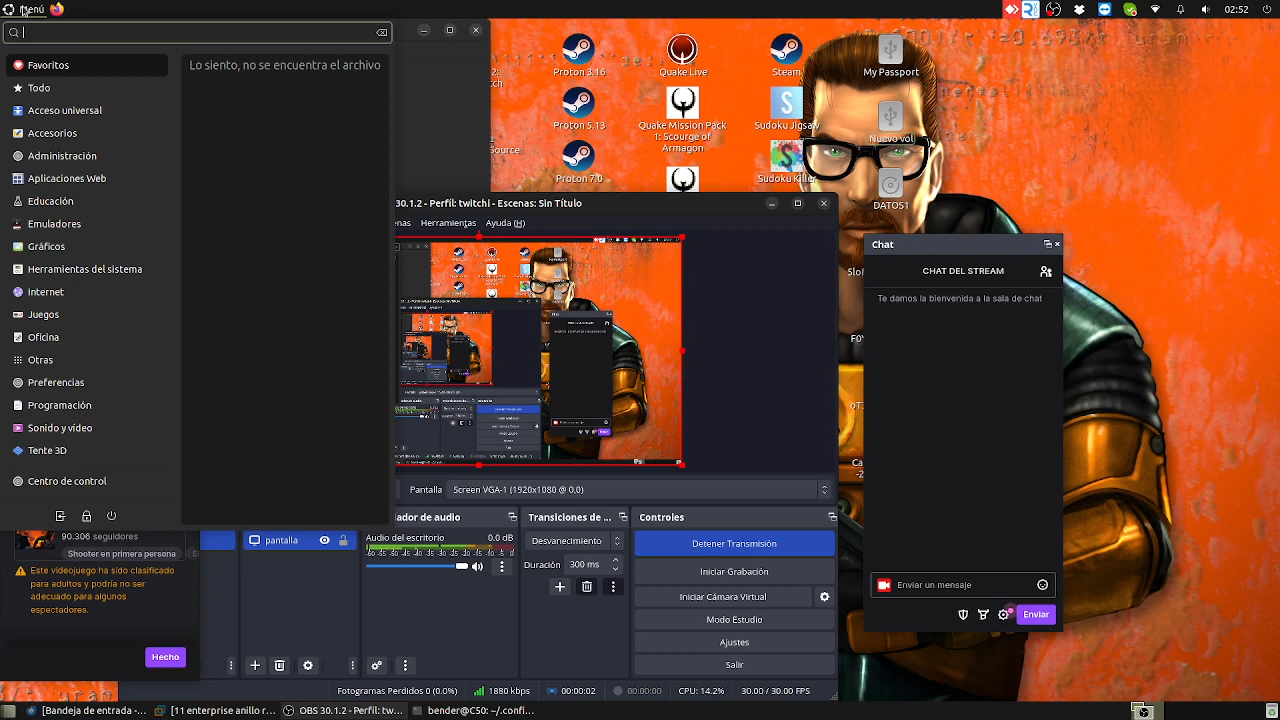 Menú
02:52
Favoritos
Todo
Acceso universal
Accesorios
Administración
Aplicaciones Web
Educación
Emuladores
Gráficos
Herramientas del sistema
Internet
Juegos
Oficina
Otras
Preferencias
Programación
Sonido y vídeo
Tente 3D
Centro de control
Lo siento, no se encuentra el archivo
2:
tch
Source
Proton 3.16
Quake Live
Steam
My Passport
Proton 5.13
Quake Mission Pack
1: Scourge of
Armagon
Sudoku Jigsaw
Nuevo vol
Proton 7.0
Sudoku Killer
DATOS1
30.1.2 - Perfil: twitchl - Escenas: Sin Título
enas
Herramientas
Ayuda (H)
Pantalla
Screen VGA-1 (1920x1080 @ 0,0)
Chat
CHAT DEL STREAM
Te damos la bienvenida a la sala de chat
Enviar un mensaje
Enviar
90.306 seguidores
Shooter en primera persona
Este videojuego ha sido clasificado
para adultos y podría no ser
adecuado para algunos
espectadores.
Hecho
pantalla
lador de audio
Audio del escritorio
0.0 dB
Transiciones de ...
Desvanecimiento
Duración
300 ms
Controles
Detener Transmisión
Iniciar Grabación
Iniciar Cámara Virtual
Modo Estudio
Ajustes
Salir
Fotogramas Perdidos 0 (0.0%)
1880 kbps
00:00:02
00:00:00
CPU: 14.2%
30.00 / 30.00 FPS
[Bandeja de entrada -...
[11 enterprise anillo r...
OBS 30.1.2 - Perfil: tw...
bender@C50: ~/.confi...